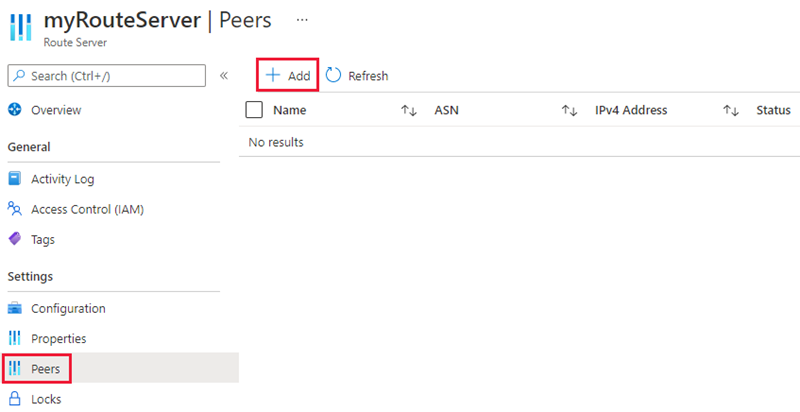 myRouteServer | Peers ...
Route Server
Search (Ctrl+/) «
Overview
General
Activity Log
Access Control (IAM)
Tags
Settings
Configuration
Properties
Peers
Locks
+ Add Refresh
Name ASN IPv4 Address Status
No results